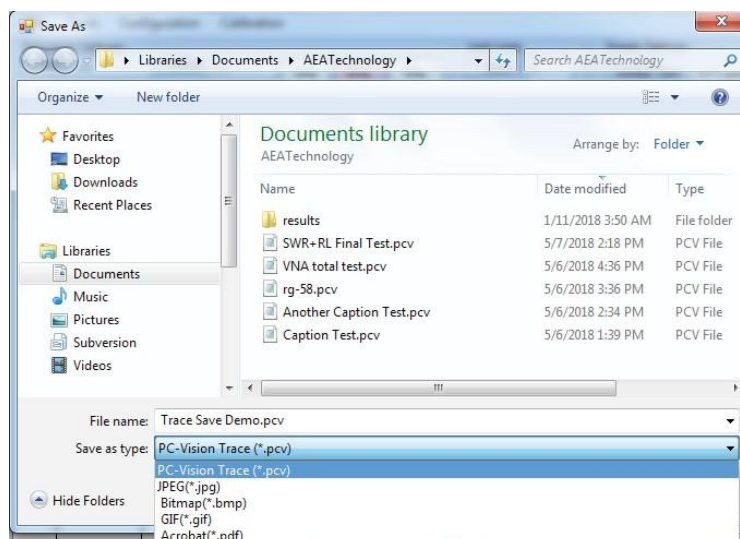 Save As
Libraries ▸ Documents ▸ AEATechnology ▸
Search AEATechnology
Organize ▾ New folder
Favorites
Desktop
Downloads
Recent Places
Libraries
Documents
Music
Pictures
Subversion
Videos
Documents library
AEATechnology
Arrange by: Folder ▾
Name Date modified Type
results 1/11/2018 3:50 AM File folder
SWR+RL Final Test.pcv 5/7/2018 2:18 PM PCV File
VNA total test.pcv 5/6/2018 4:36 PM PCV File
rg-58.pcv 5/6/2018 3:36 PM PCV File
Another Caption Test.pcv 5/6/2018 2:34 PM PCV File
Caption Test.pcv 5/6/2018 1:39 PM PCV File
File name: Trace Save Demo.pcv
Save as type: PC-Vision Trace (*.pcv)
PC-Vision Trace (*.pcv)
JPEG(*.jpg)
Bitmap(*.bmp)
GIF(*.gif)
Acrobat(*.pdf)
Hide Folders